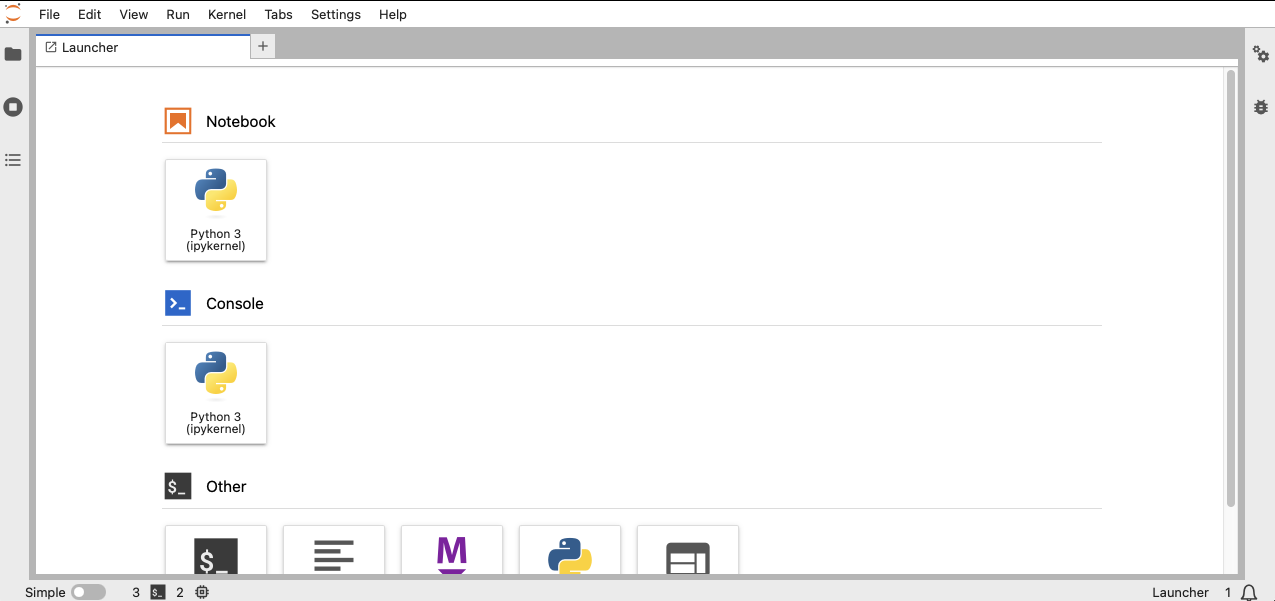 File Edit View Run Kernel Tabs Settings Help
Launcher +
Notebook
Python 3
(ipykernel)
>_ Console
Python 3
(ipykernel)
$_ Other
$_ M
Simple 3 $_ 2 Launcher 1